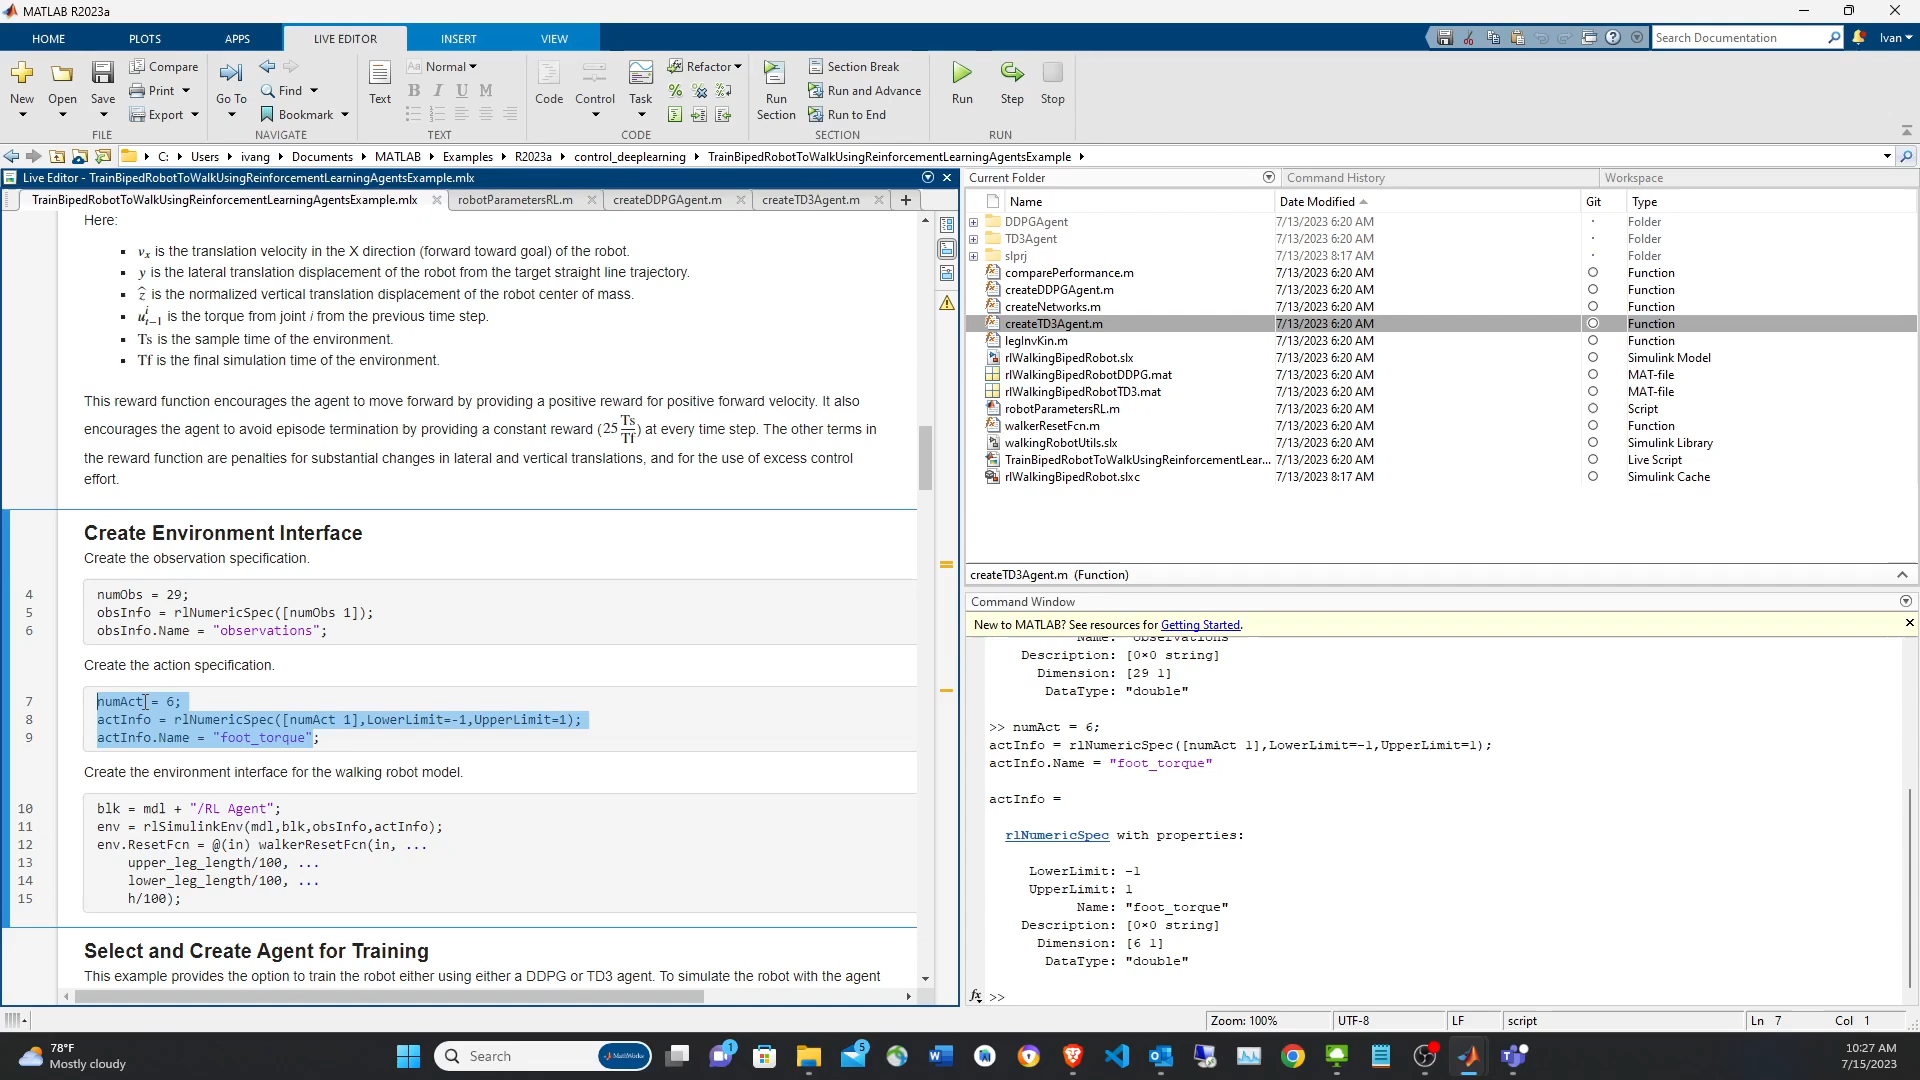 MATLAB R2023a
HOME PLOTS APPS LIVE EDITOR INSERT VIEW
Search Documentation
Ivan
New Open Save
Compare
Print
Export
FILE
Go To
Find
Bookmark
NAVIGATE
Text
Aa Normal
B I U M
TEXT
Code Control Task
Refactor
CODE
Run Section
Section Break
Run and Advance
Run to End
SECTION
Run Step Stop
RUN
C: Users ivang Documents MATLAB Examples R2023a control_deeplearning TrainBipedRobotToWalkUsingReinforcementLearningAgentsExample
Live Editor - TrainBipedRobotToWalkUsingReinforcementLearningAgentsExample.mlx
TrainBipedRobotToWalkUsingReinforcementLearningAgentsExample.mlx robotParametersRL.m createDDPGAgent.m createTD3Agent.m
Here:
▪ vₓ is the translation velocity in the X direction (forward toward goal) of the robot.
▪ y is the lateral translation displacement of the robot from the target straight line trajectory.
▪ ẑ is the normalized vertical translation displacement of the robot center of mass.
▪ u^i_{t−1} is the torque from joint i from the previous time step.
▪ Ts is the sample time of the environment.
▪ Tf is the final simulation time of the environment.
This reward function encourages the agent to move forward by providing a positive reward for positive forward velocity. It also
encourages the agent to avoid episode termination by providing a constant reward (25 Ts/Tf) at every time step. The other terms in
the reward function are penalties for substantial changes in lateral and vertical translations, and for the use of excess control
effort.
Create Environment Interface
Create the observation specification.
4 numObs = 29;
5 obsInfo = rlNumericSpec([numObs 1]);
6 obsInfo.Name = "observations";
Create the action specification.
7 numAct = 6;
8 actInfo = rlNumericSpec([numAct 1],LowerLimit=-1,UpperLimit=1);
9 actInfo.Name = "foot_torque";
Create the environment interface for the walking robot model.
10 blk = mdl + "/RL Agent";
11 env = rlSimulinkEnv(mdl,blk,obsInfo,actInfo);
12 env.ResetFcn = @(in) walkerResetFcn(in, ...
13 upper_leg_length/100, ...
14 lower_leg_length/100, ...
15 h/100);
Select and Create Agent for Training
This example provides the option to train the robot either using either a DDPG or TD3 agent. To simulate the robot with the agent
Current Folder Command History Workspace
Name Date Modified Git Type
DDPGAgent 7/13/2023 6:20 AM Folder
TD3Agent 7/13/2023 6:20 AM Folder
slprj 7/13/2023 8:17 AM Folder
comparePerformance.m 7/13/2023 6:20 AM Function
createDDPGAgent.m 7/13/2023 6:20 AM Function
createNetworks.m 7/13/2023 6:20 AM Function
createTD3Agent.m 7/13/2023 6:20 AM Function
legInvKin.m 7/13/2023 6:20 AM Function
rlWalkingBipedRobot.slx 7/13/2023 6:20 AM Simulink Model
rlWalkingBipedRobotDDPG.mat 7/13/2023 6:20 AM MAT-file
rlWalkingBipedRobotTD3.mat 7/13/2023 6:20 AM MAT-file
robotParametersRL.m 7/13/2023 6:20 AM Script
walkerResetFcn.m 7/13/2023 6:20 AM Function
walkingRobotUtils.slx 7/13/2023 6:20 AM Simulink Library
TrainBipedRobotToWalkUsingReinforcementLear... 7/13/2023 6:20 AM Live Script
rlWalkingBipedRobot.slxc 7/13/2023 8:17 AM Simulink Cache
createTD3Agent.m (Function)
Command Window
New to MATLAB? See resources for Getting Started.
Name: "observations"
Description: [0×0 string]
Dimension: [29 1]
DataType: "double"
>> numAct = 6;
actInfo = rlNumericSpec([numAct 1],LowerLimit=-1,UpperLimit=1);
actInfo.Name = "foot_torque"
actInfo =
rlNumericSpec with properties:
LowerLimit: -1
UpperLimit: 1
Name: "foot_torque"
Description: [0×0 string]
Dimension: [6 1]
DataType: "double"
fx >>
Zoom: 100% UTF-8 LF script Ln 7 Col 1
78°F
Mostly cloudy
Search
MathWorks
1
5
10:27 AM
7/15/2023